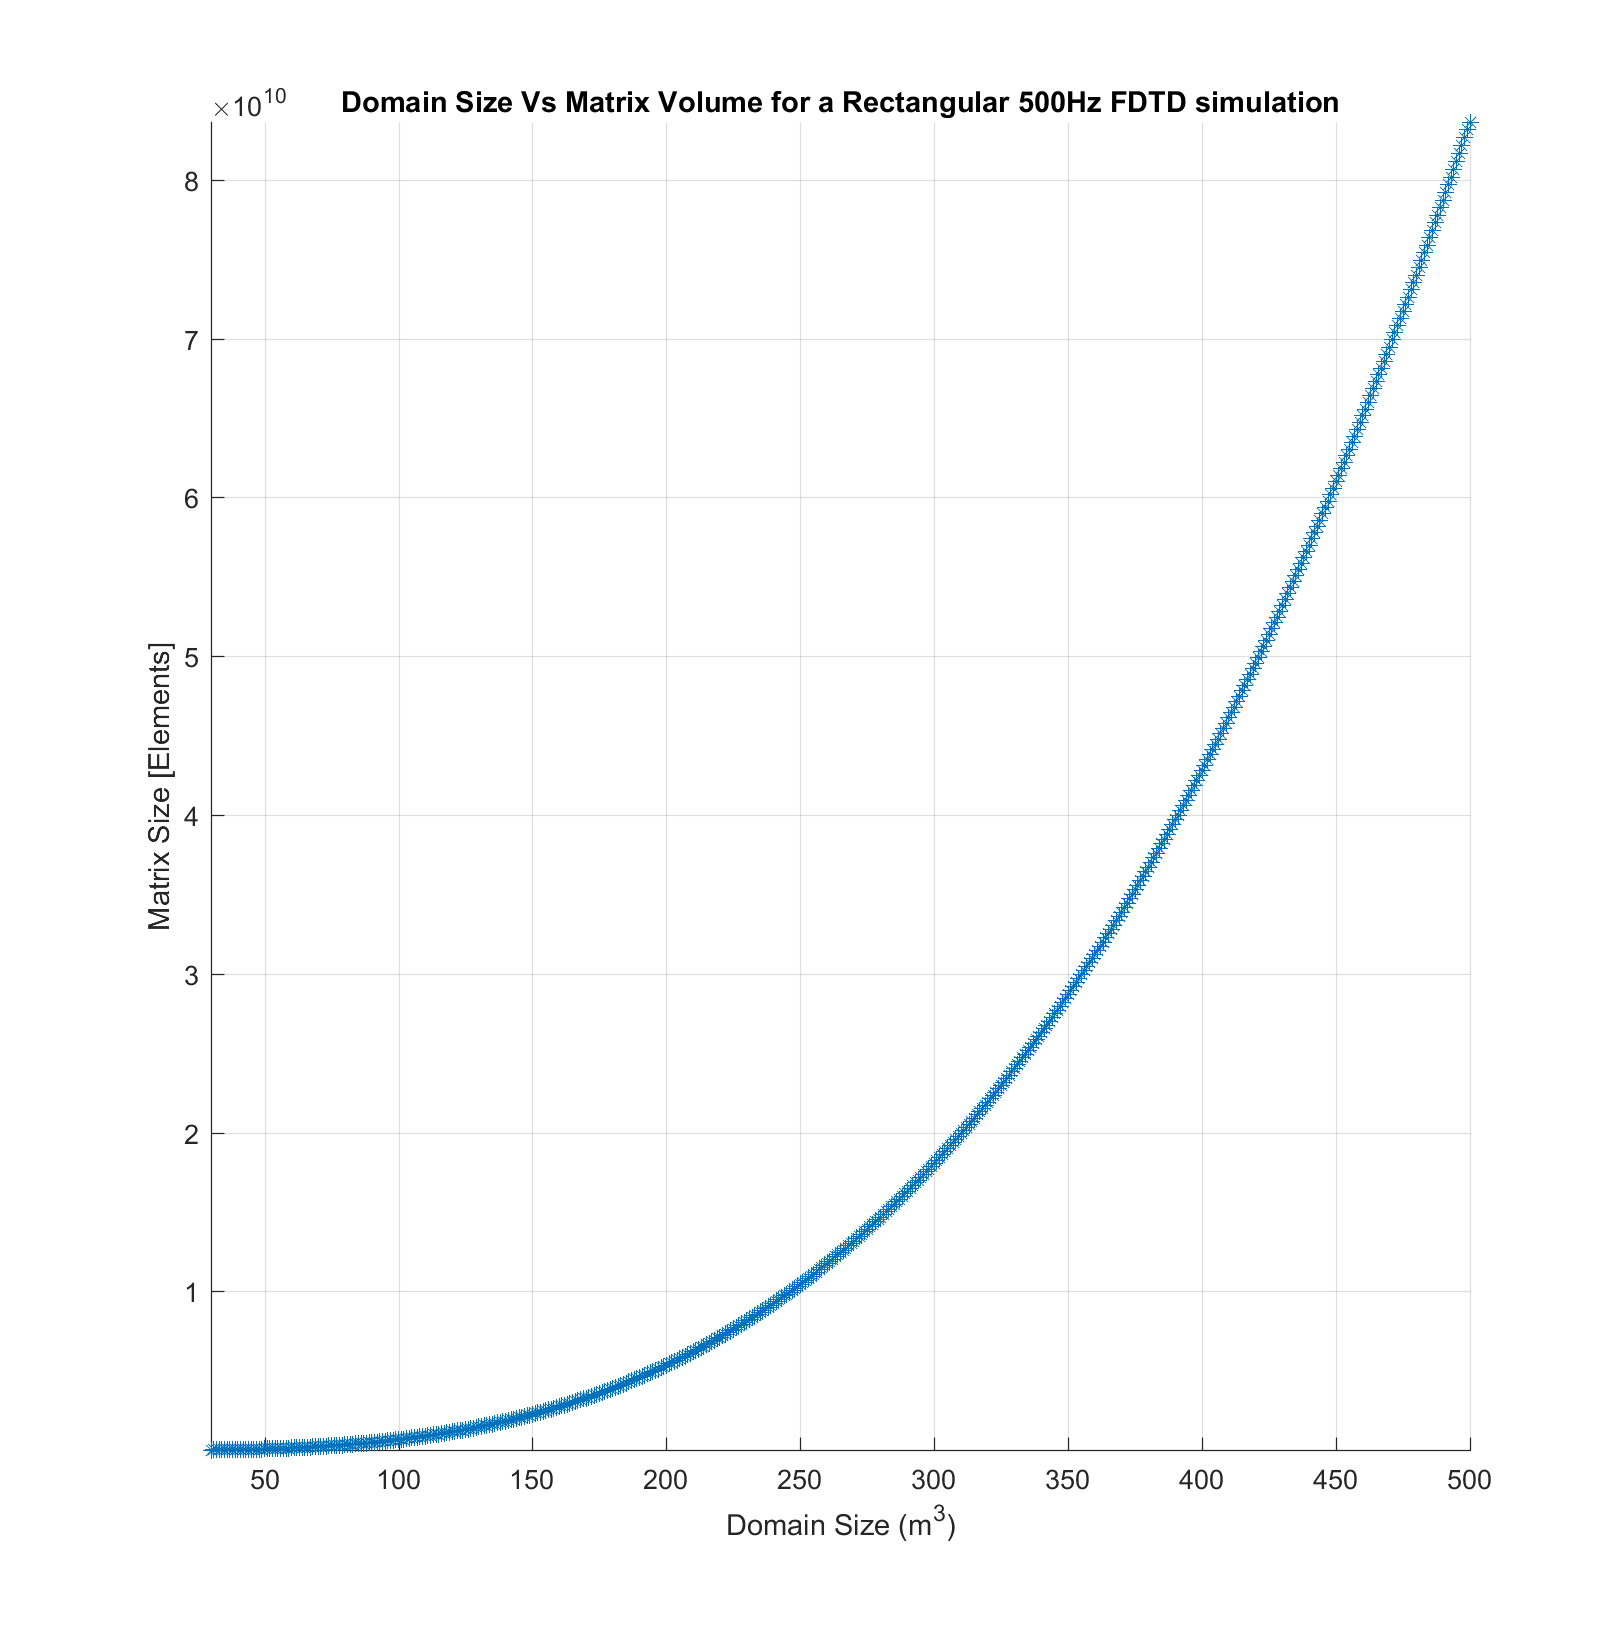 ×10^10
Domain Size Vs Matrix Volume for a Rectangular 500Hz FDTD simulation
8
7
6
5
4
3
2
1
Matrix Size [Elements]
50 100 150 200 250 300 350 400 450 500
Domain Size (m^3)